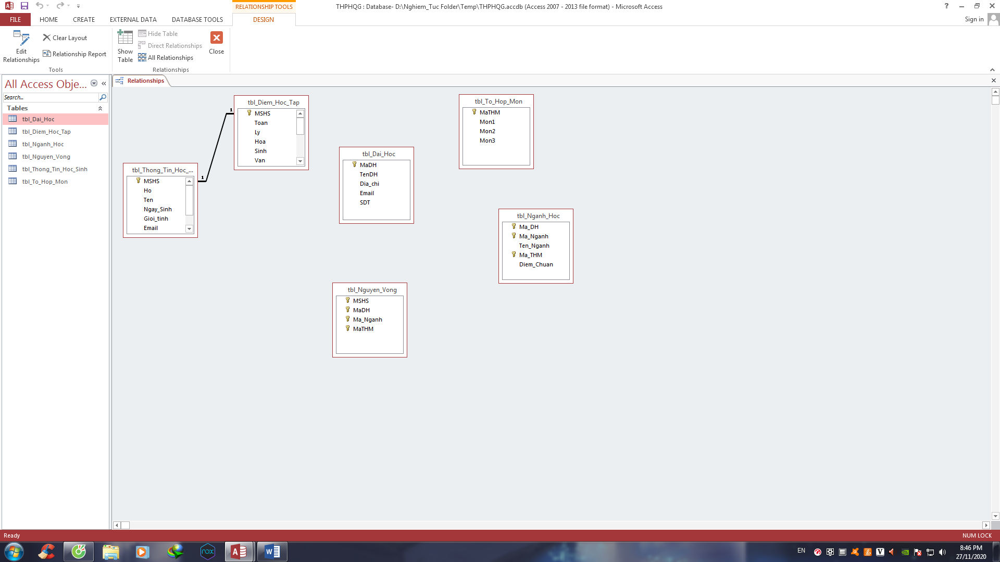 RELATIONSHIP TOOLS
THPHQG : Database- D:\Nghiem_Tuc Folder\Temp\THPHQG.accdb (Access 2007 - 2013 file format) - Microsoft Access
FILE HOME CREATE EXTERNAL DATA DATABASE TOOLS DESIGN
Sign in
Edit
Relationships
Clear Layout
Relationship Report
Tools
Show
Table
Hide Table
Direct Relationships
All Relationships
Close
Relationships
All Access Obje...
Search...
Tables
tbl_Dai_Hoc
tbl_Diem_Hoc_Tap
tbl_Nganh_Hoc
tbl_Nguyen_Vong
tbl_Thong_Tin_Hoc_Sinh
tbl_To_Hop_Mon
Relationships
tbl_Thong_Tin_Hoc_...
MSHS
Ho
Ten
Ngay_Sinh
Gioi_tinh
Email
1
1
tbl_Diem_Hoc_Tap
MSHS
Toan
Ly
Hoa
Sinh
Van
tbl_Dai_Hoc
MaDH
TenDH
Dia_chi
Email
SDT
tbl_To_Hop_Mon
MaTHM
Mon1
Mon2
Mon3
tbl_Nganh_Hoc
Ma_DH
Ma_Nganh
Ten_Nganh
Ma_THM
Diem_Chuan
tbl_Nguyen_Vong
MSHS
MaDH
Ma_Nganh
MaTHM
Ready
NUM LOCK
nox
EN
8:46 PM
27/11/2020